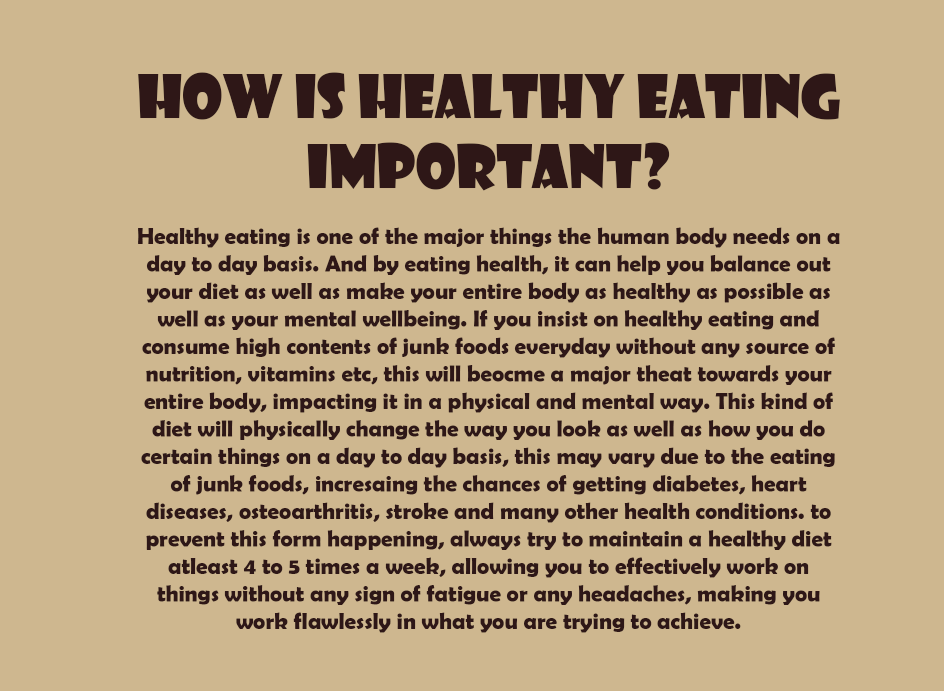 HOW IS HEALTHY EATING
IMPORTANT?
Healthy eating is one of the major things the human body needs on a
day to day basis. And by eating health, it can help you balance out
your diet as well as make your entire body as healthy as possible as
well as your mental wellbeing. If you insist on healthy eating and
consume high contents of junk foods everyday without any source of
nutrition, vitamins etc, this will beocme a major theat towards your
entire body, impacting it in a physical and mental way. This kind of
diet will physically change the way you look as well as how you do
certain things on a day to day basis, this may vary due to the eating
of junk foods, incresaing the chances of getting diabetes, heart
diseases, osteoarthritis, stroke and many other health conditions. to
prevent this form happening, always try to maintain a healthy diet
atleast 4 to 5 times a week, allowing you to effectively work on
things without any sign of fatigue or any headaches, making you
work flawlessly in what you are trying to achieve.